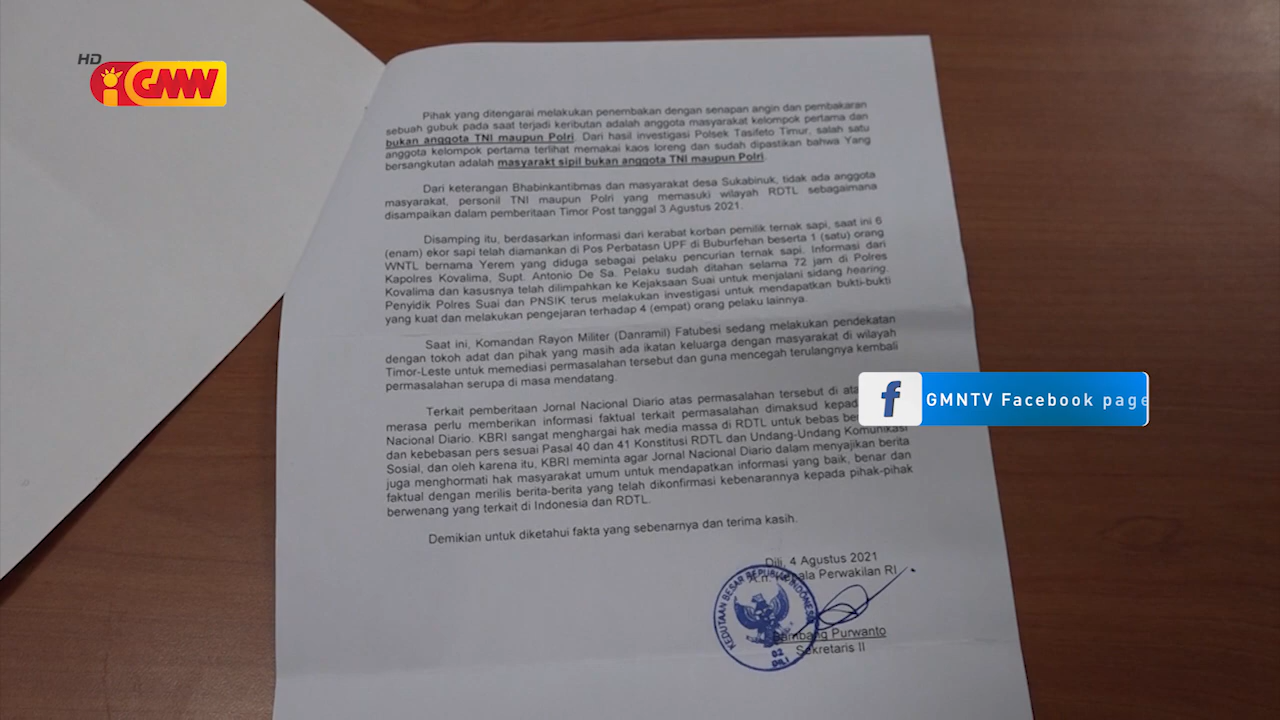 HD
GMN
Pihak yang ditengarai melakukan penembakan dengan senapan angin dan pembakaran
sebuah gubuk pada saat terjadi keributan adalah anggota masyarakat kelompok pertama dan
bukan anggota TNI maupun Polri. Dari hasil investigasi Polsek Tasifeto Timur, salah satu
anggota kelompok pertama terlihat memakai kaos loreng dan sudah dipastikan bahwa Yang
bersangkutan adalah masyarakt sipil bukan anggota TNI maupun Polri.
Dari keterangan Bhabinkantibmas dan masyarakat desa Sukabinuk, tidak ada anggota
masyarakat, personil TNI maupun Polri yang memasuki wilayah RDTL sebagaimana
disampaikan dalam pemberitaan Timor Post tanggal 3 Agustus 2021.
Disamping itu, berdasarkan informasi dari kerabat korban pemilik ternak sapi, saat ini 6
(enam) ekor sapi telah diamankan di Pos Perbatasn UPF di Buburfehan beserta 1 (satu) orang
WNTL bernama Yerem yang diduga sebagai pelaku pencurian ternak sapi. Informasi dari
Kapolres Kovalima, Supt. Antonio De Sa. Pelaku sudah ditahan selama 72 jam di Polres
Kovalima dan kasusnya telah dilimpahkan ke Kejaksaan Suai untuk menjalani sidang hearing.
Penyidik Polres Suai dan PNSIK terus melakukan investigasi untuk mendapatkan bukti-bukti
yang kuat dan melakukan pengejaran terhadap 4 (empat) orang pelaku lainnya.
Saat ini, Komandan Rayon Militer (Danramil) Fatubesi sedang melakukan pendekatan
dengan tokoh adat dan pihak yang masih ada ikatan keluarga dengan masyarakat di wilayah
Timor-Leste untuk memediasi permasalahan tersebut dan guna mencegah terulangnya kembali
permasalahan serupa di masa mendatang.
Terkait pemberitaan Jornal Nacional Diario atas permasalahan tersebut di
merasa perlu memberikan informasi faktual terkait permasalahan dimaksud
Nacional Diario. KBRI sangat menghargai hak media massa di RDTL untuk bebas
dan kebebasan pers sesuai Pasal 40 dan 41 Konstitusi RDTL dan Undang-Undang Komunikasi
Sosial, dan oleh karena itu, KBRI meminta agar Jornal Nacional Diario dalam menyajikan berita
juga menghormati hak masyarakat umum untuk mendapatkan informasi yang baik, benar dan
faktual dengan merilis berita-berita yang telah dikonfirmasi kebenarannya kepada pihak-pihak
berwenang yang terkait di Indonesia dan RDTL.
Demikian untuk diketahui fakta yang sebenarnya dan terima kasih.
Dili, 4 Agustus 2021
Perwakilan RI
KEDUTAAN BESAR REPUBLIK INDONESIA
02
DILI
Bambang Purwanto
Sekretaris II
f GMNTV Facebook page